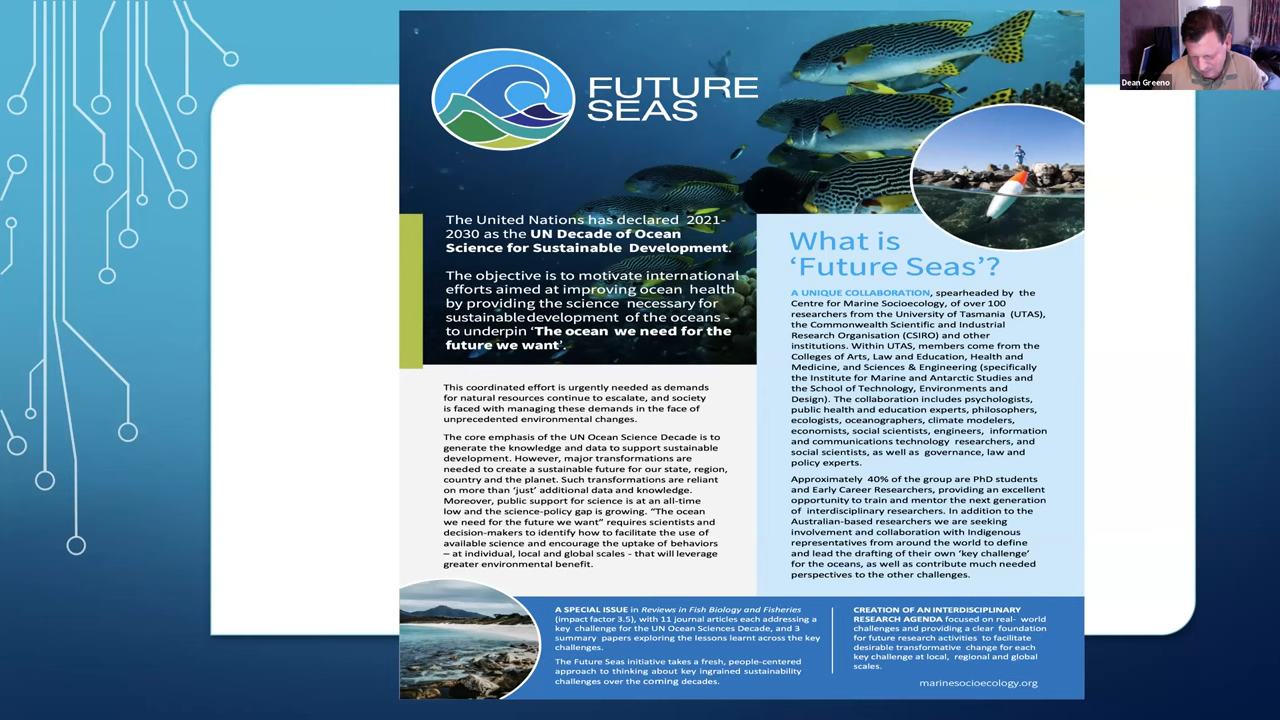 Dean Greeno
FUTURE
SEAS
The United Nations has declared 2021-
2030 as the UN Decade of Ocean
Science for Sustainable Development.
The objective is to motivate international
efforts aimed at improving ocean health
by providing the science necessary for
sustainable development of the oceans -
to underpin ‘The ocean we need for the
future we want’.
This coordinated effort is urgently needed as demands
for natural resources continue to escalate, and society
is faced with managing these demands in the face of
unprecedented environmental changes.
The core emphasis of the UN Ocean Science Decade is to
generate the knowledge and data to support sustainable
development. However, major transformations are
needed to create a sustainable future for our state, region,
country and the planet. Such transformations are reliant
on more than ‘just’ additional data and knowledge.
Moreover, public support for science is at an all-time
low and the science-policy gap is growing. “The ocean
we need for the future we want” requires scientists and
decision-makers to identify how to facilitate the use of
available science and encourage the uptake of behaviors
– at individual, local and global scales - that will leverage
greater environmental benefit.
What is
‘Future Seas’?
A UNIQUE COLLABORATION, spearheaded by the
Centre for Marine Socioecology, of over 100
researchers from the University of Tasmania (UTAS),
the Commonwealth Scientific and Industrial
Research Organisation (CSIRO) and other
institutions. Within UTAS, members come from the
Colleges of Arts, Law and Education, Health and
Medicine, and Sciences & Engineering (specifically
the Institute for Marine and Antarctic Studies and
the School of Technology, Environments and
Design). The collaboration includes psychologists,
public health and education experts, philosophers,
ecologists, oceanographers, climate modelers,
economists, social scientists, engineers, information
and communications technology researchers, and
social scientists, as well as governance, law and
policy experts.
Approximately 40% of the group are PhD students
and Early Career Researchers, providing an excellent
opportunity to train and mentor the next generation
of interdisciplinary researchers. In addition to the
Australian-based researchers we are seeking
involvement and collaboration with Indigenous
representatives from around the world to define
and lead the drafting of their own ‘key challenge’
for the oceans, as well as contribute much needed
perspectives to the other challenges.
A SPECIAL ISSUE in Reviews in Fish Biology and Fisheries
(impact factor 3.5), with 11 journal articles each addressing a
key challenge for the UN Ocean Sciences Decade, and 3
summary papers exploring the lessons learnt across the key
challenges.
The Future Seas initiative takes a fresh, people-centered
approach to thinking about key ingrained sustainability
challenges over the coming decades.
CREATION OF AN INTERDISCIPLINARY
RESEARCH AGENDA focused on real- world
challenges and providing a clear foundation
for future research activities to facilitate
desirable transformative change for each
key challenge at local, regional and global
scales.
marinesocioecology.org